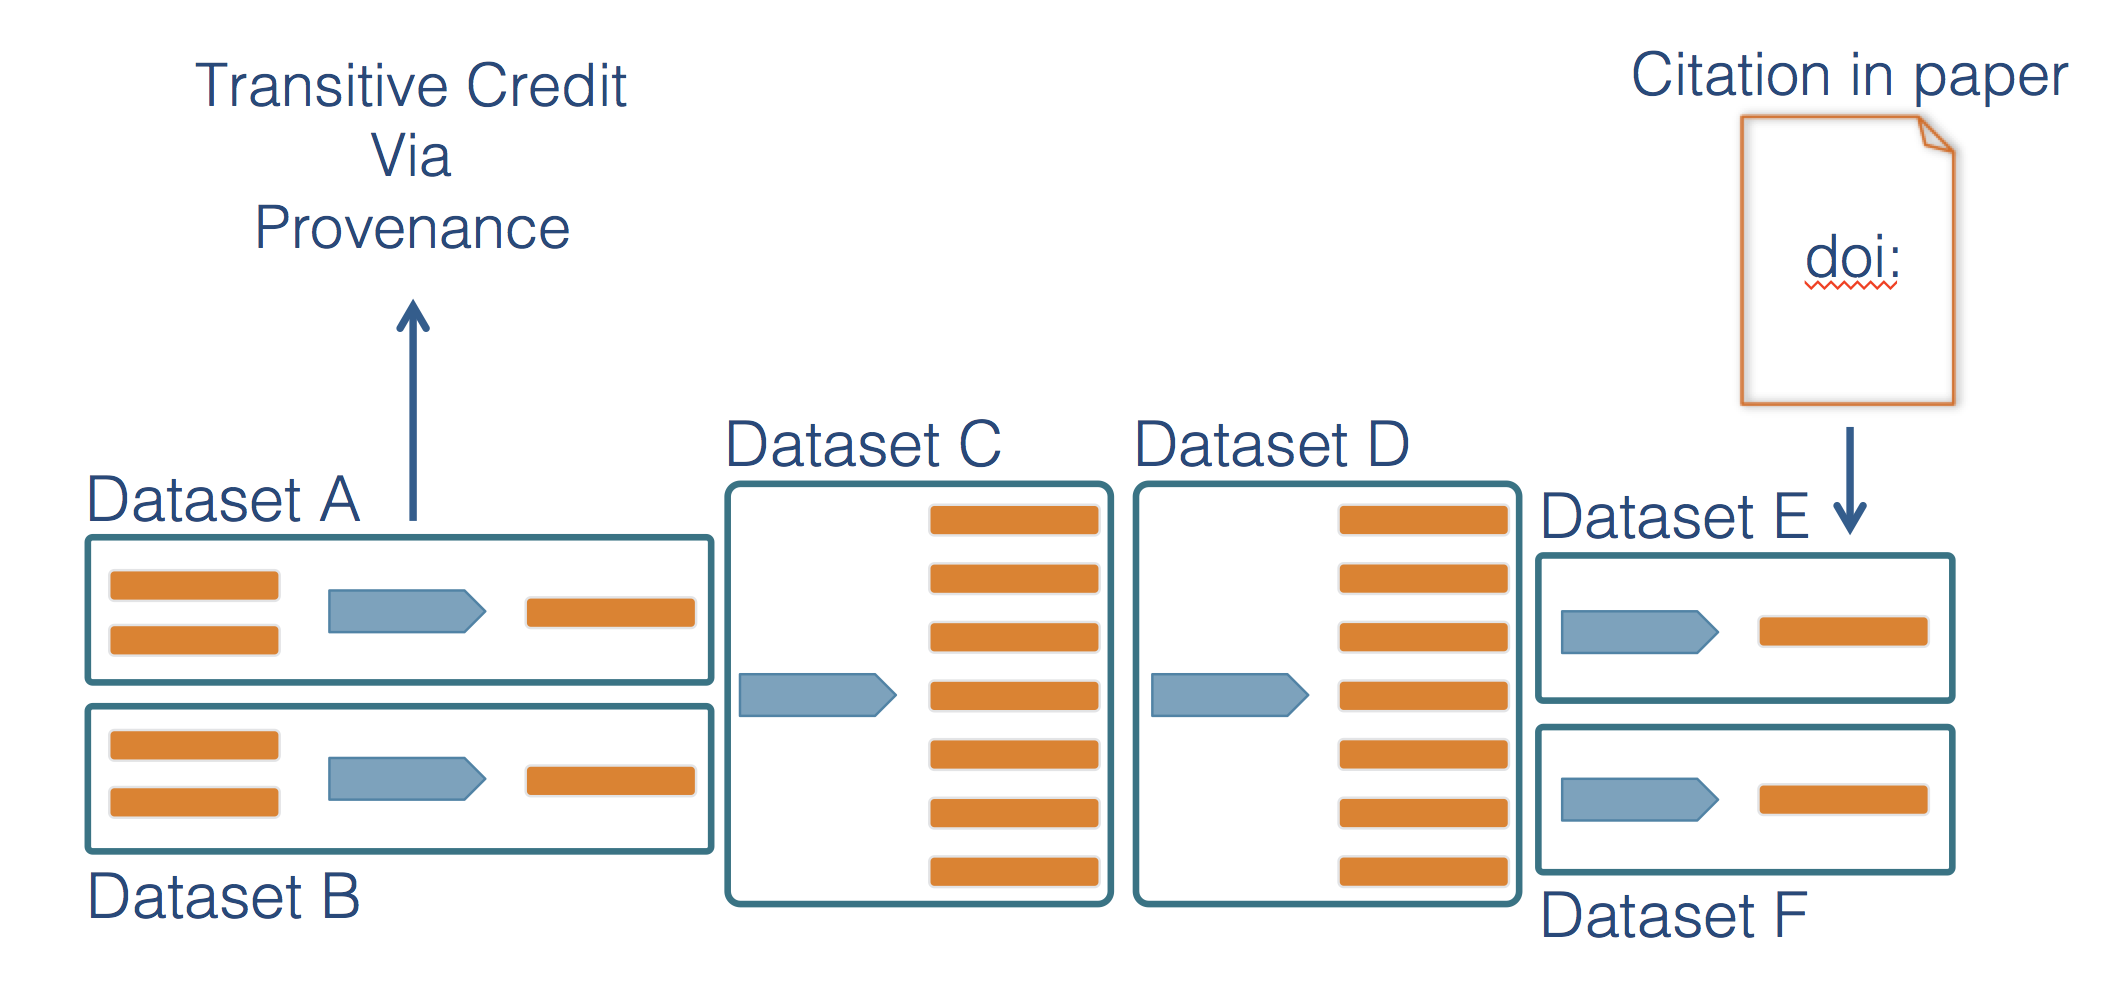 Transitive Credit
Via
Provenance
Citation in paper
doi:
Dataset A
Dataset B
Dataset C
Dataset D
Dataset E
Dataset F